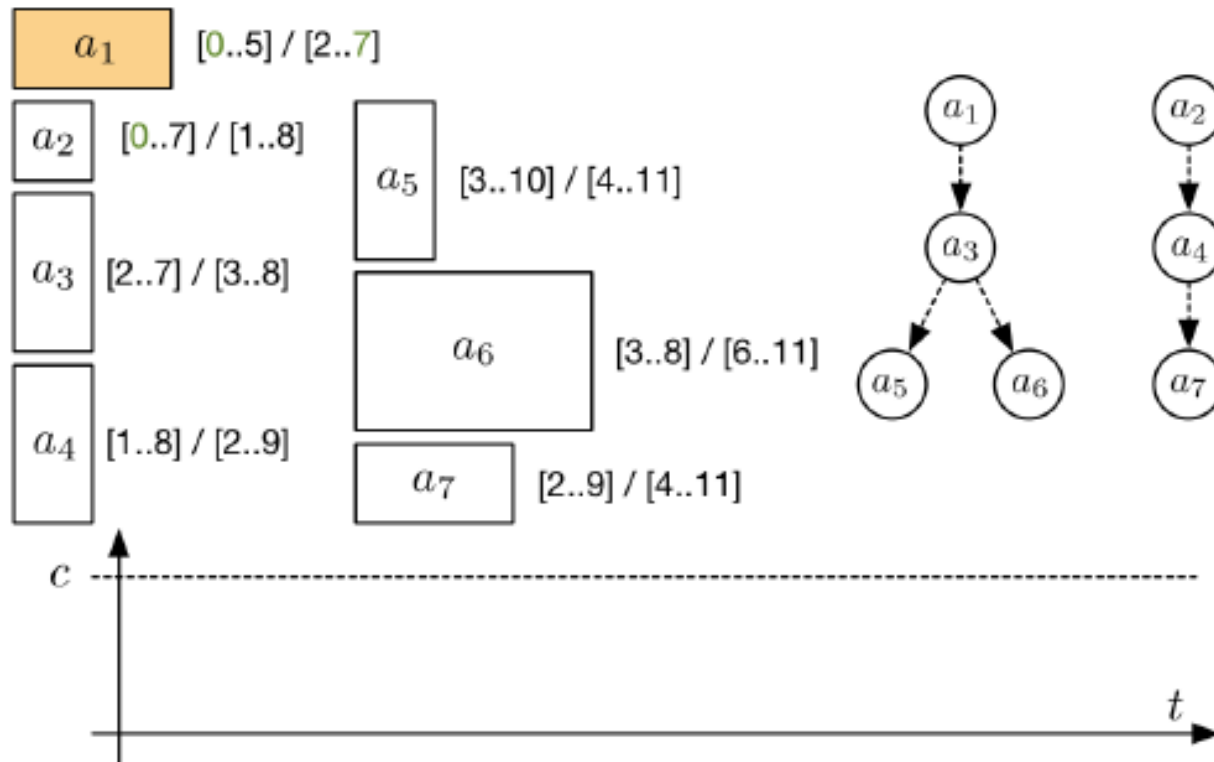 a₁ [0..5] / [2..7]
a₂ [0..7] / [1..8]
a₃ [2..7] / [3..8]
a₄ [1..8] / [2..9]
a₅ [3..10] / [4..11]
a₆ [3..8] / [6..11]
a₇ [2..9] / [4..11]
a₁ a₂
a₃ a₄
a₅ a₆ a₇
c
t